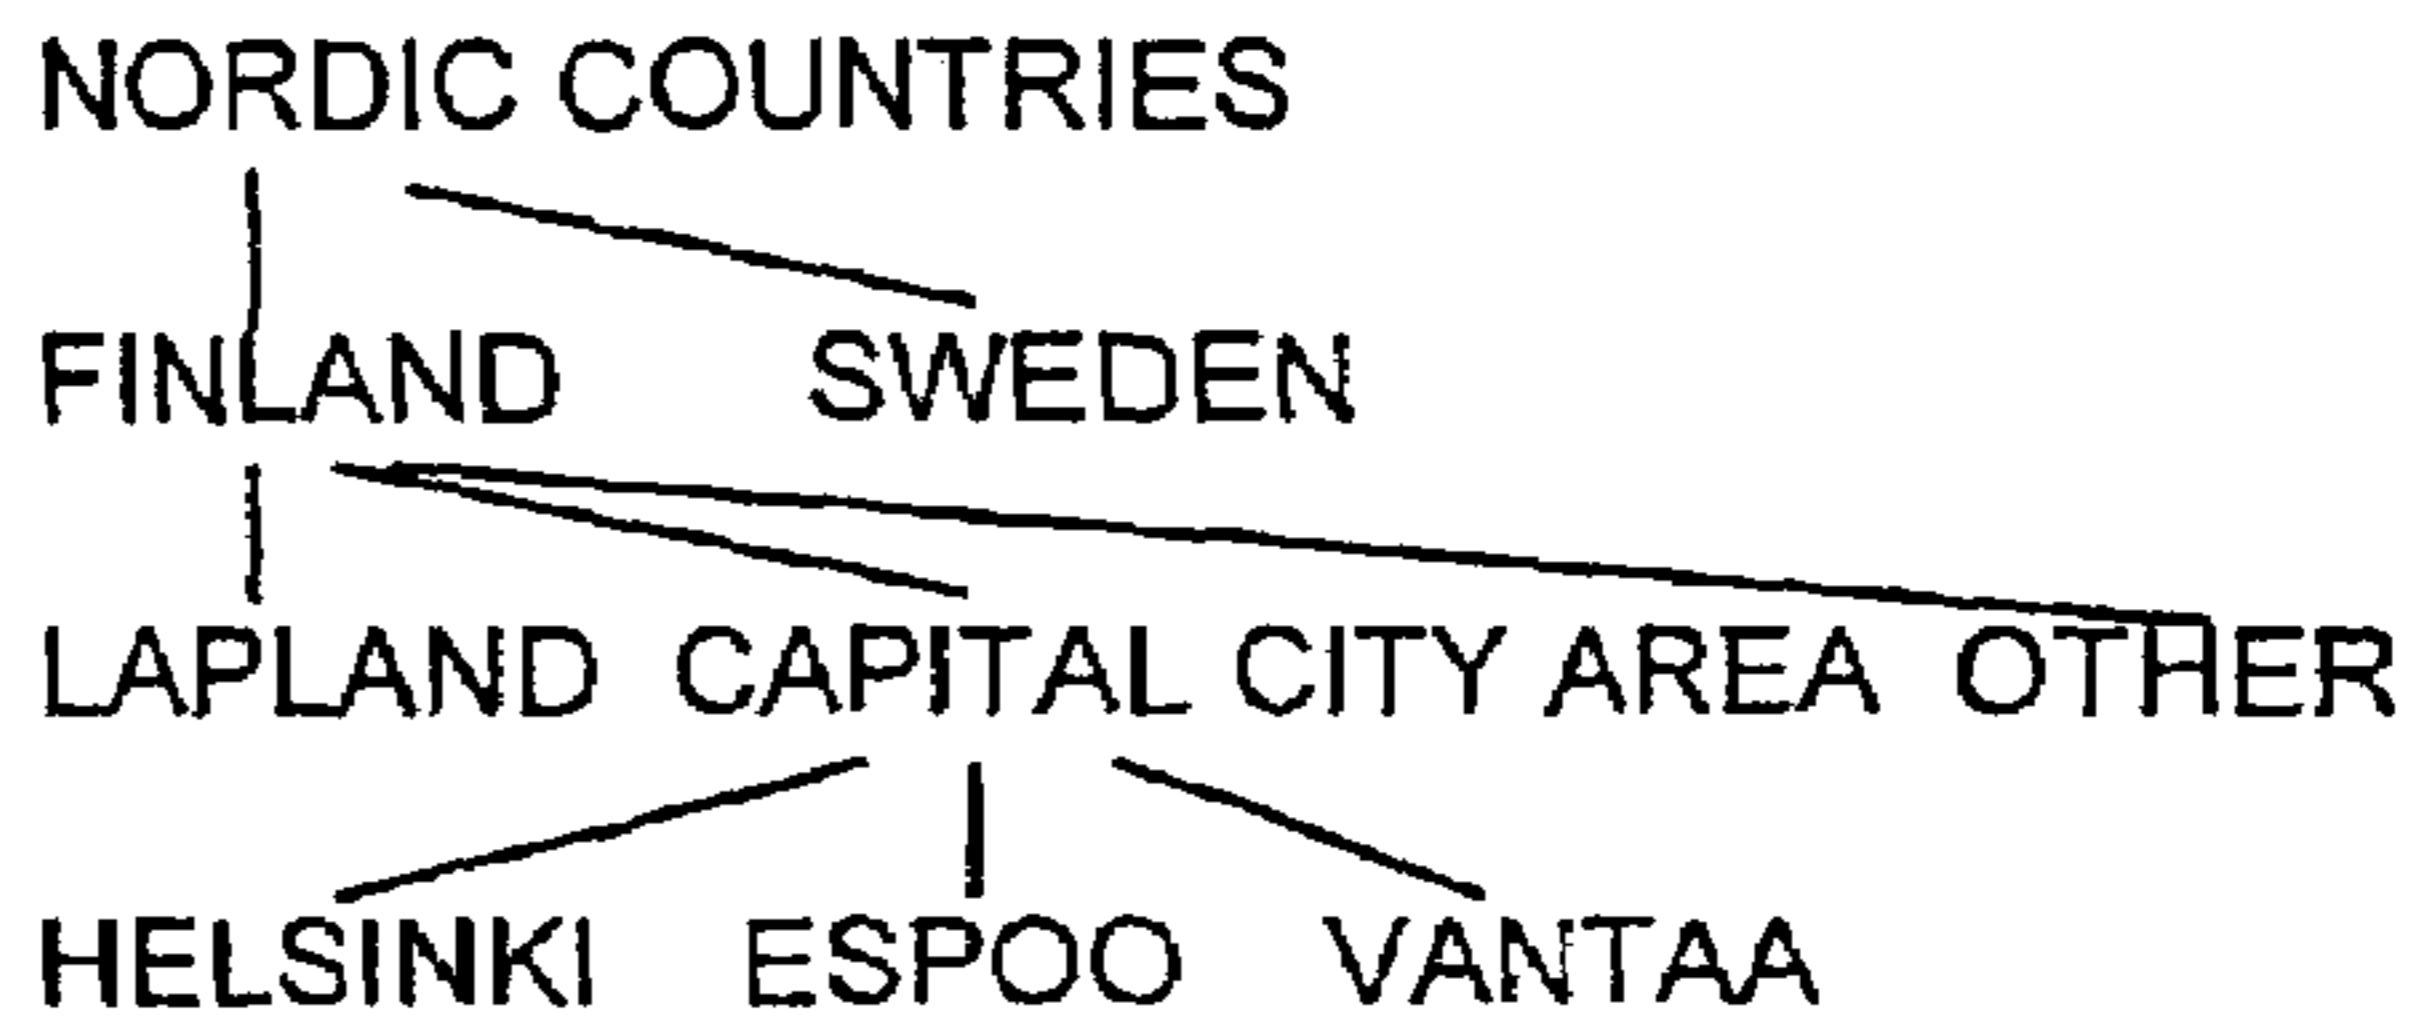 NORDIC COUNTRIES
FINLAND SWEDEN
LAPLAND CAPITAL CITY AREA OTHER
HELSINKI ESPOO VANTAA